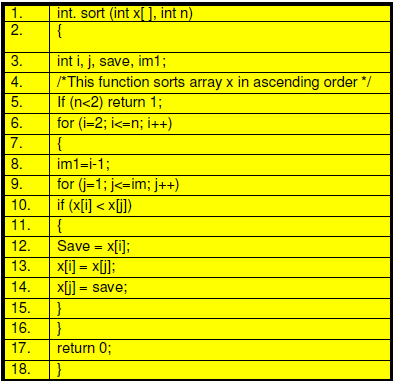 1. int. sort (int x[ ], int n)
2. {
3. int i, j, save, im1;
4. /*This function sorts array x in ascending order */
5. If (n<2) return 1;
6. for (i=2; i<=n; i++)
7. {
8. im1=i-1;
9. for (j=1; j<=im; j++)
10. if (x[i] < x[j])
11. {
12. Save = x[i];
13. x[i] = x[j];
14. x[j] = save;
15. }
16. }
17. return 0;
18. }